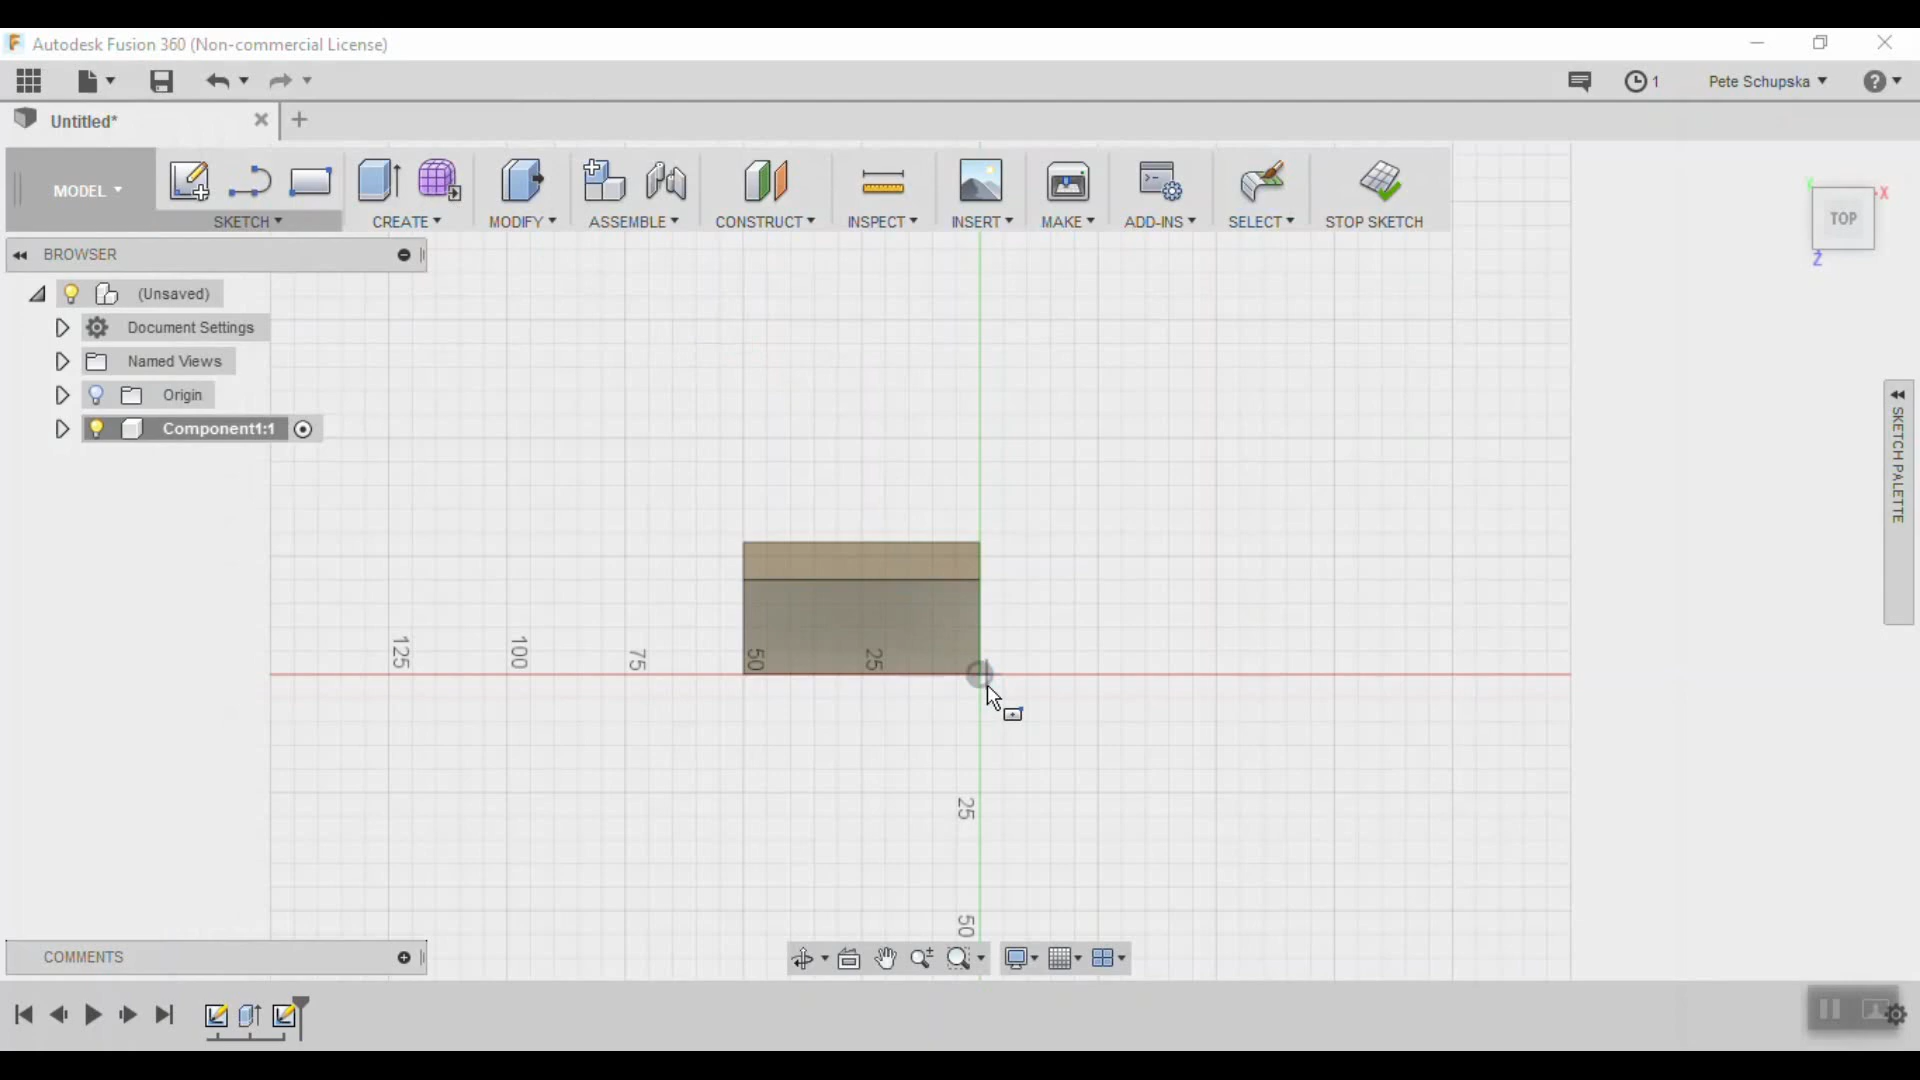 Autodesk Fusion 360 (Non-commercial License)
1 Pete Schupska ?
Untitled*
MODEL
SKETCH CREATE MODIFY ASSEMBLE CONSTRUCT INSPECT INSERT MAKE ADD-INS SELECT STOP SKETCH
TOP
X
Z
BROWSER
(Unsaved)
Document Settings
Named Views
Origin
Component1:1
SKETCH PALETTE
125 100 75 50 25
25
50
COMMENTS